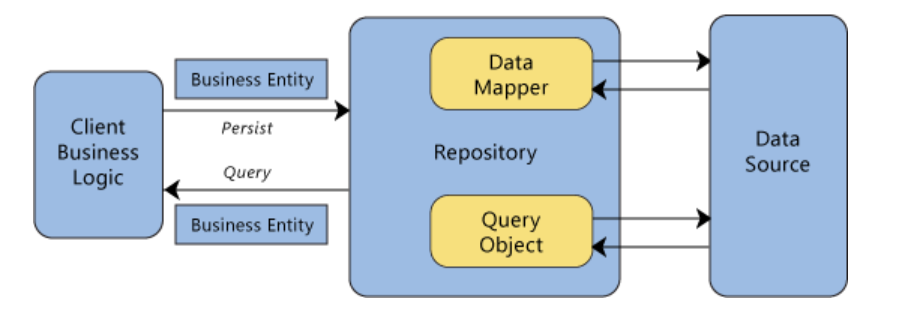 Client
Business
Logic
Business Entity
Persist
Query
Business Entity
Data
Mapper
Repository
Query
Object
Data
Source